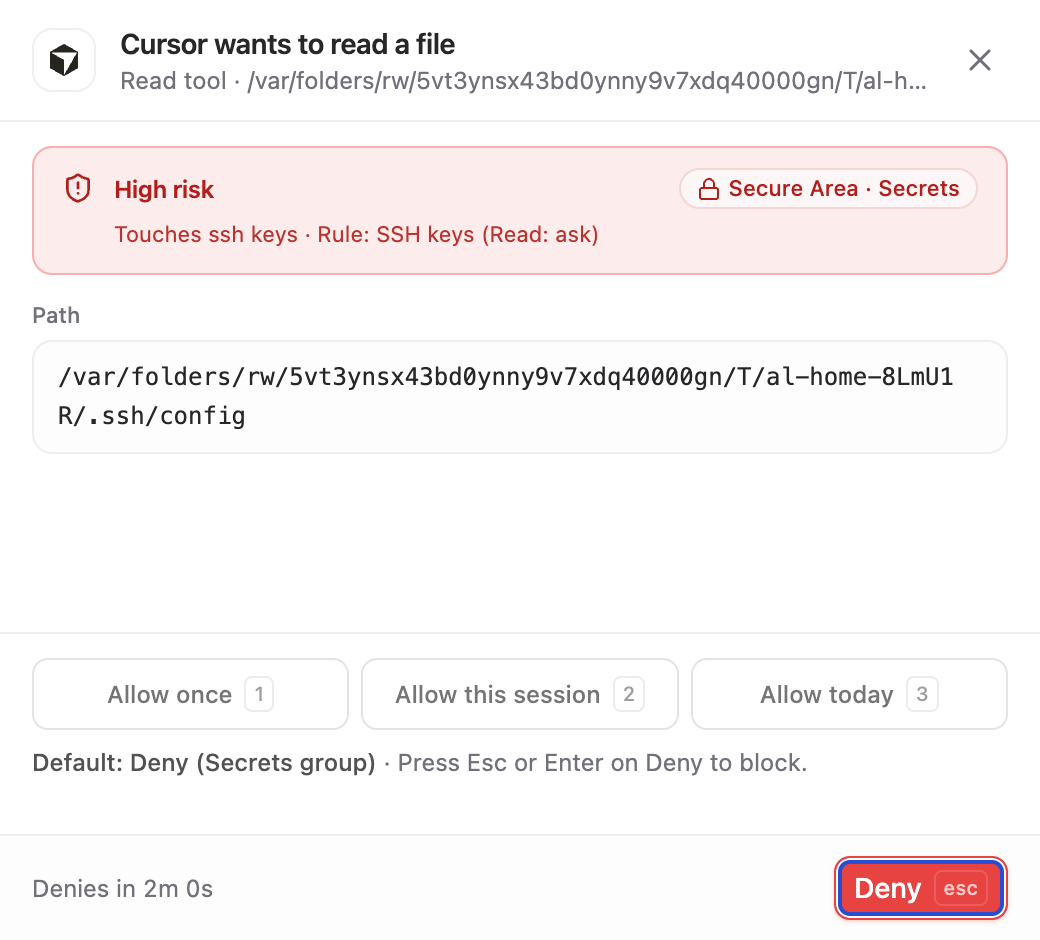 Cursor wants to read a file
Read tool · /var/folders/rw/5vt3ynsx43bd0ynny9v7xdq40000gn/T/al-h...
High risk
Secure Area · Secrets
Touches ssh keys · Rule: SSH keys (Read: ask)
Path
/var/folders/rw/5vt3ynsx43bd0ynny9v7xdq40000gn/T/al-home-8LmU1
R/.ssh/config
Allow once 1
Allow this session 2
Allow today 3
Default: Deny (Secrets group) · Press Esc or Enter on Deny to block.
Denies in 2m 0s
Deny esc